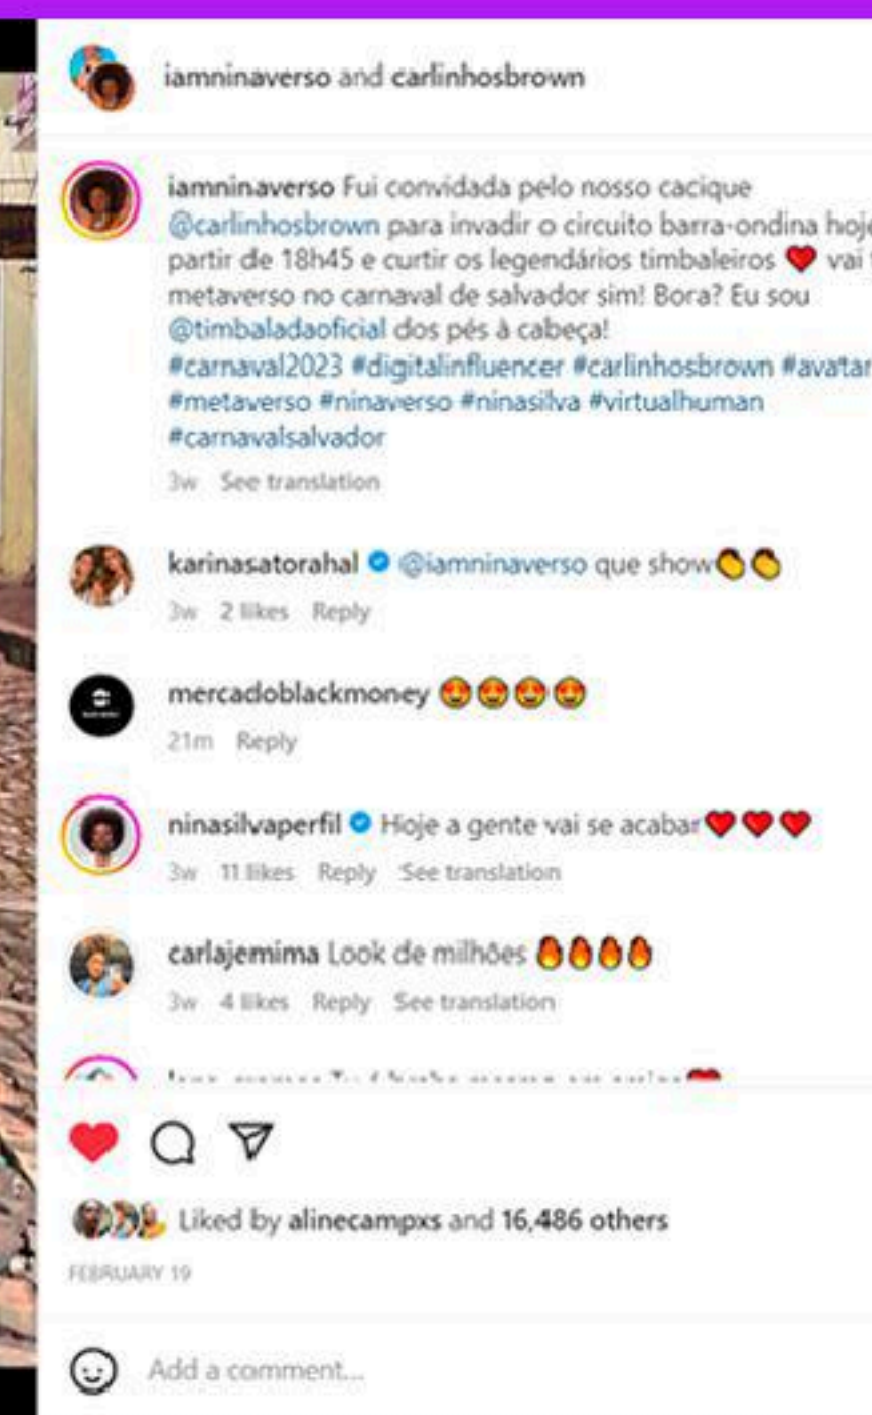 iamninaverso and carlinhosbrown
iamninaverso Fui convidada pelo nosso cacique
@carlinhosbrown para invadir o circuito barra-ondina hoje
partir de 18h45 e curtir os legendários timbaleiros ❤️ vai
metaverso no carnaval de salvador sim! Bora? Eu sou
@timbaladaoficial dos pés à cabeça!
#carnaval2023 #digitalinfluencer #carlinhosbrown #avatar
#metaverso #ninaverso #ninasilva #virtualhuman
#carnavalsalvador
3w See translation
karinasatorahal @iamninaverso que show👏👏
3w 2 likes Reply
mercadoblackmoney 😍😍😍😍
21m Reply
ninasilvaperfil Hoje a gente vai se acabar❤️❤️❤️
3w 11 likes Reply See translation
carlajemima Look de milhões 🔥🔥🔥🔥
3w 4 likes Reply See translation
Liked by alinecampxs and 16,486 others
FEBRUARY 19
Add a comment...